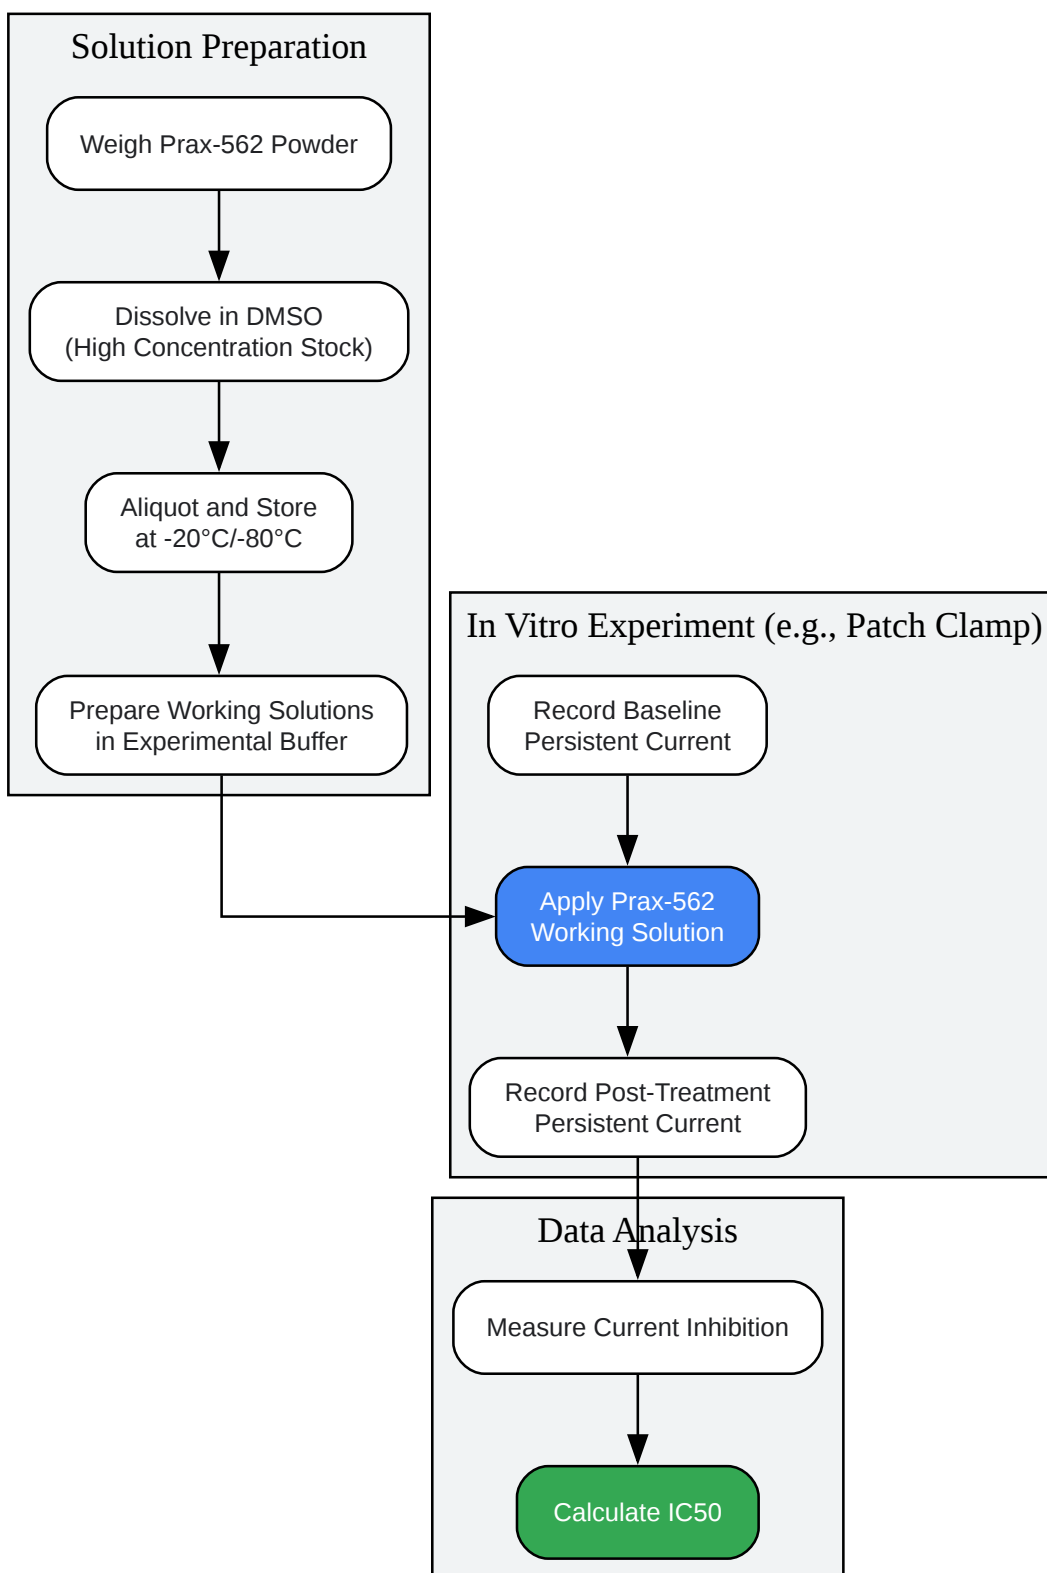 Solution Preparation
Weigh Prax-562 Powder
Dissolve in DMSO
(High Concentration Stock)
Aliquot and Store
at -20°C/-80°C
Prepare Working Solutions
in Experimental Buffer
In Vitro Experiment (e.g., Patch Clamp)
Record Baseline
Persistent Current
Apply Prax-562
Working Solution
Record Post-Treatment
Persistent Current
Data Analysis
Measure Current Inhibition
Calculate IC50